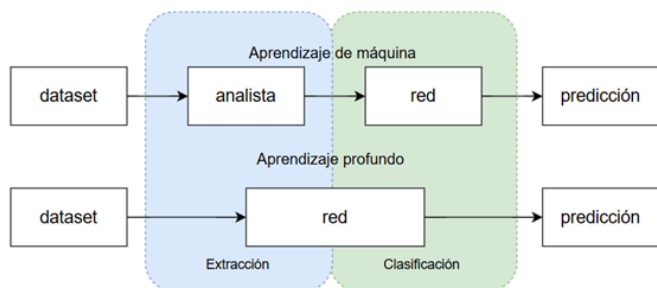 Aprendizaje de máquina
dataset
analista
red
predicción
Aprendizaje profundo
dataset
red
predicción
Extracción
Clasificación